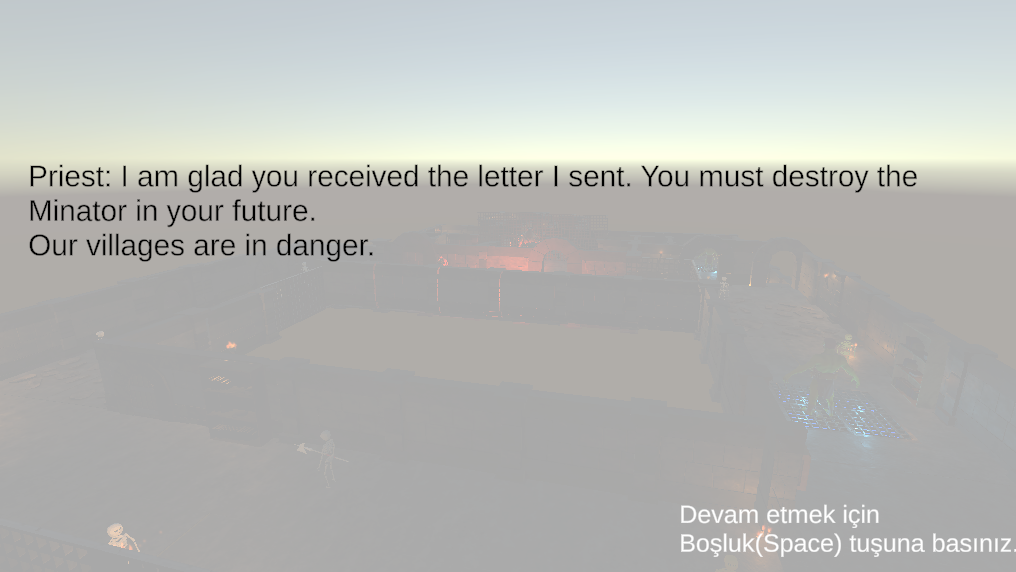 Priest: I am glad you received the letter I sent. You must destroy the
Minator in your future.
Our villages are in danger.
Devam etmek için
Boşluk(Space) tuşuna basınız.